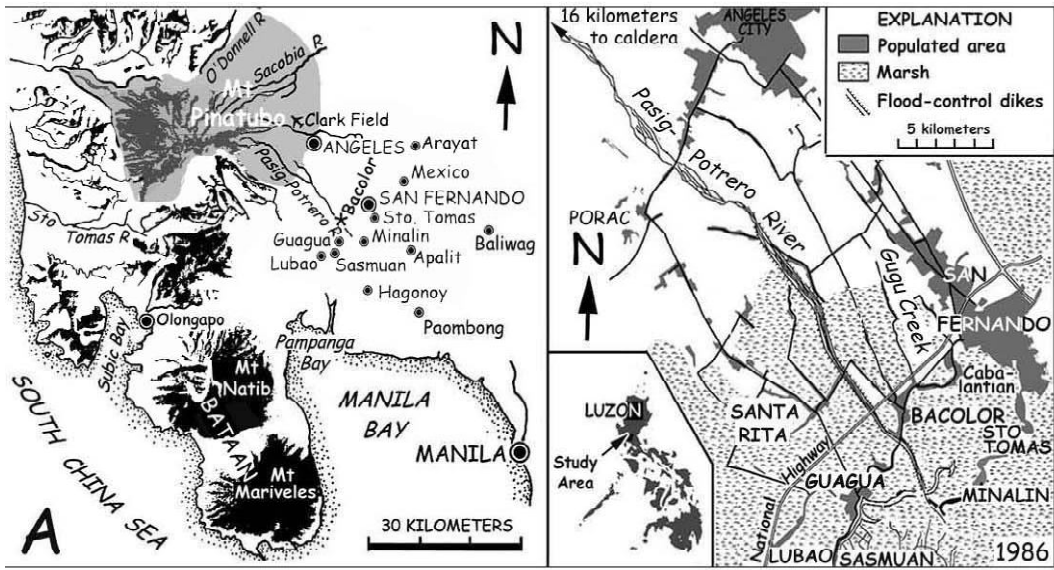 N
O'Donnell R.
R.
Sacobia R.
Mt
Pinatubo
Clark Field
ANGELES
Arayat
Pasig-Potrero R.
Bacolor
Mexico
SAN FERNANDO
Sto. Tomas
Sto
Tomas R
Guagua
Minalin
Baliwag
Lubao
Sasmuan
Apalit
Hagonoy
Olongapo
Paombong
Subic Bay
Pampanga
Bay
Mt
Natib
BATAAN
MANILA
BAY
MANILA
SOUTH CHINA SEA
Mt
Mariveles
30 KILOMETERS
A
16 kilometers
to caldera
ANGELES
CITY
EXPLANATION
Populated area
Marsh
Flood-control dikes
5 kilometers
Pasig-
Potrero
River
PORAC
N
Gugu Creek
SAN
FERNANDO
Caba-
lantian
BACOLOR
STO
TOMAS
SANTA
RITA
LUZON
Study
Area
National Highway
GUAGUA
MINALIN
LUBAO
SASMUAN
1986